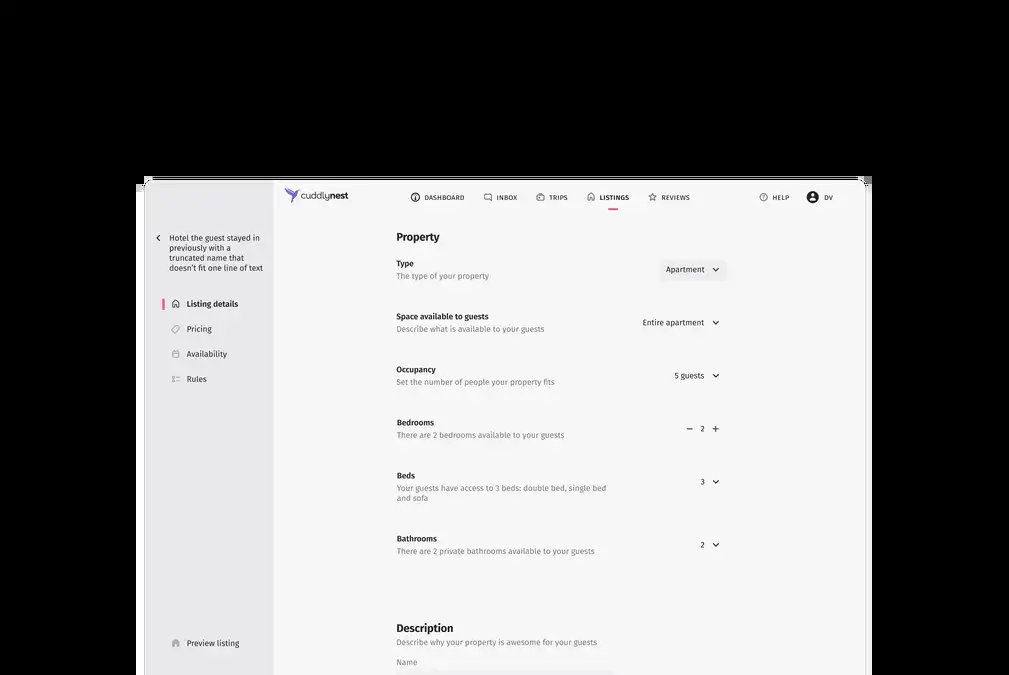 cuddlynest
DASHBOARD
INBOX
TRIPS
LISTINGS
REVIEWS
HELP
DV
Hotel the guest stayed in
previously with a
truncated name that
doesn't fit one line of text
Listing details
Pricing
Availability
Rules
Preview listing
Property
Type
The type of your property
Apartment
Space available to guests
Describe what is available to your guests
Entire apartment
Occupancy
Set the number of people your property fits
5 guests
Bedrooms
There are 2 bedrooms available to your guests
− 2 +
Beds
Your guests have access to 3 beds: double bed, single bed
and sofa
3
Bathrooms
There are 2 private bathrooms available to your guests
2
Description
Describe why your property is awesome for your guests
Name